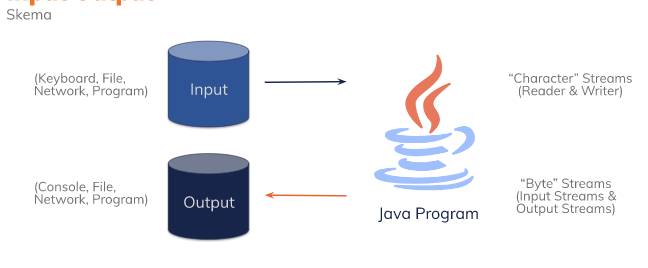 Skema
(Keyboard, File,
Network, Program)
Input
"Character" Streams
(Reader & Writer)
(Console, File,
Network, Program)
Output
Java Program
"Byte" Streams
(Input Streams &
Output Streams)